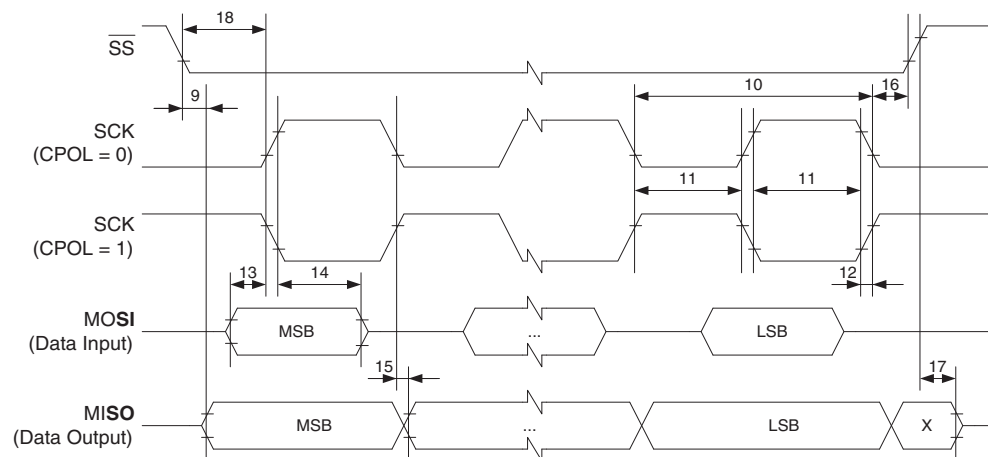 18
SS
9
10
16
SCK
(CPOL = 0)
11
11
SCK
(CPOL = 1)
13
14
12
MOSI
(Data Input)
MSB
...
LSB
15
17
MISO
(Data Output)
MSB
...
LSB
X